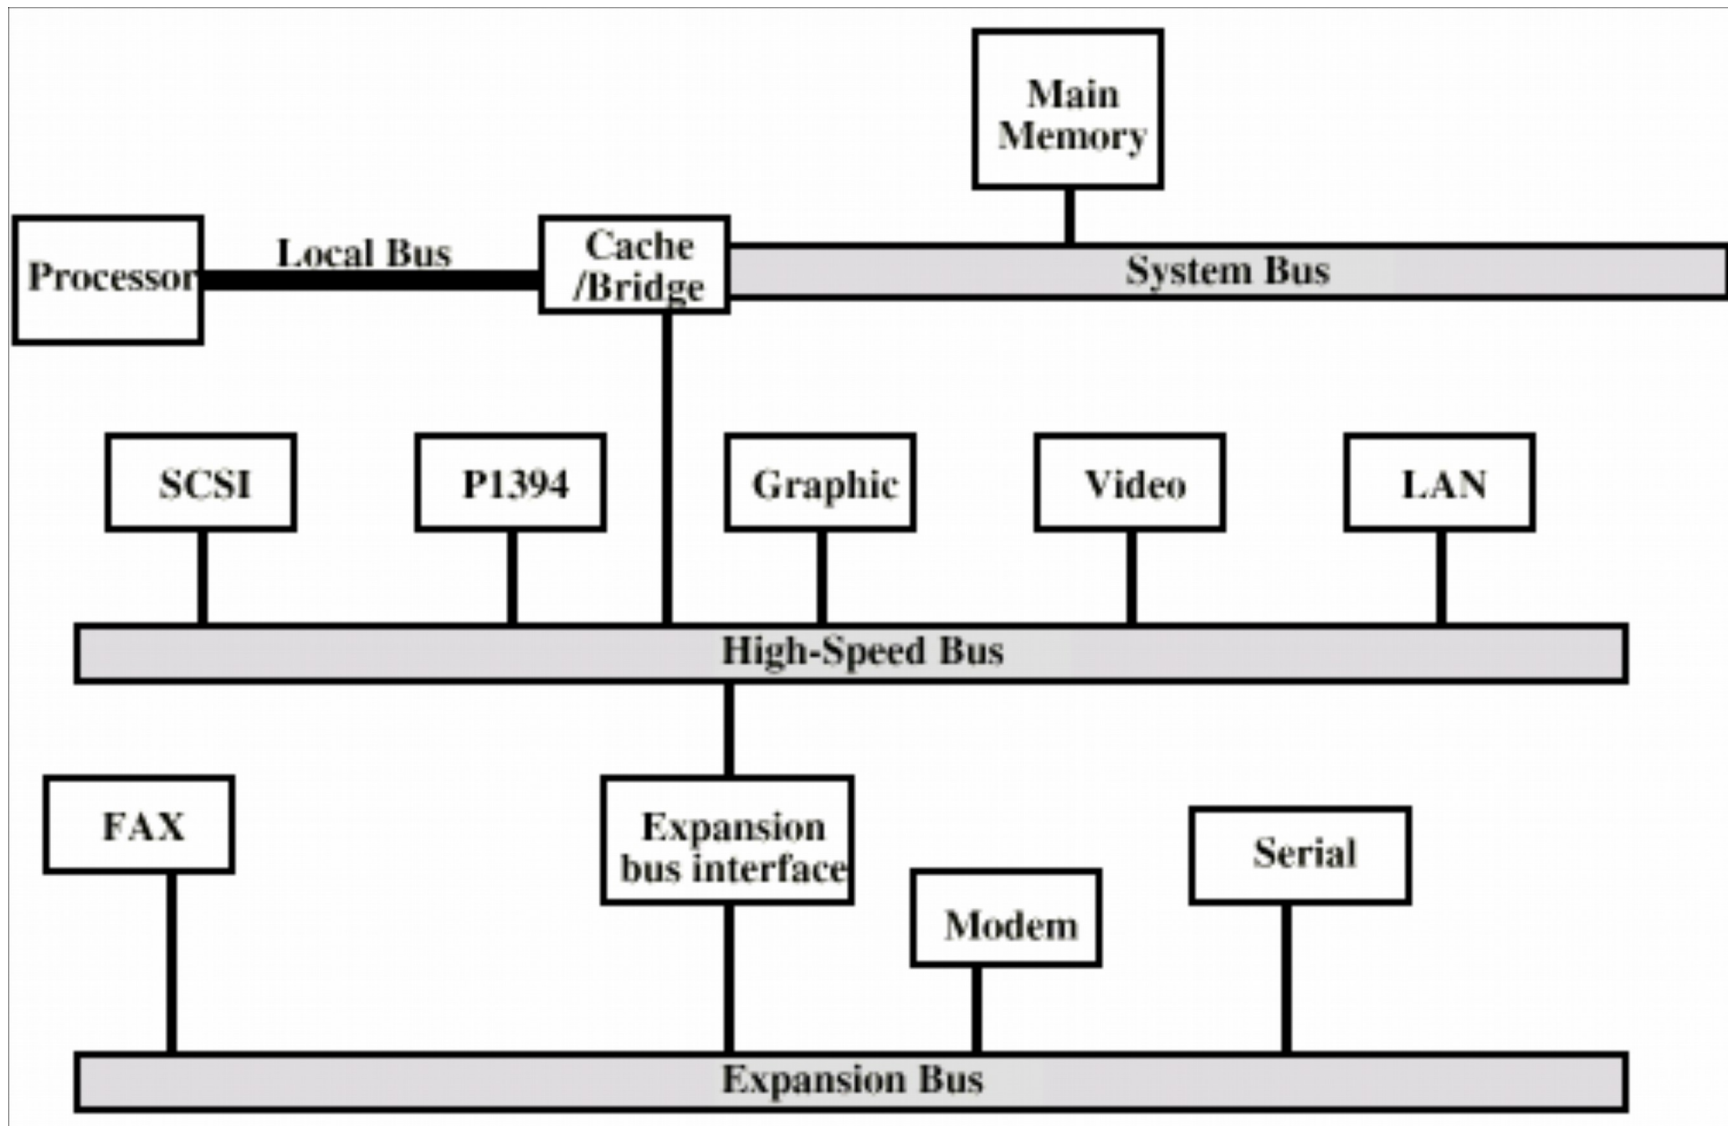 Main
Memory
Processor
Local Bus
Cache
/Bridge
System Bus
SCSI
P1394
Graphic
Video
LAN
High-Speed Bus
FAX
Expansion
bus interface
Modem
Serial
Expansion Bus